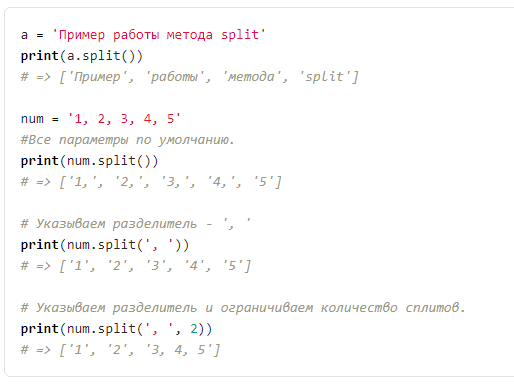 a = 'Пример работы метода split'
print(a.split())
# => ['Пример', 'работы', 'метода', 'split']
num = '1, 2, 3, 4, 5'
#Все параметры по умолчанию.
print(num.split())
# => ['1,', '2,', '3,', '4,', '5']
# Указываем разделитель - ', '
print(num.split(', '))
# => ['1', '2', '3', '4', '5']
# Указываем разделитель и ограничиваем количество сплитов.
print(num.split(', ', 2))
# => ['1', '2', '3, 4, 5']